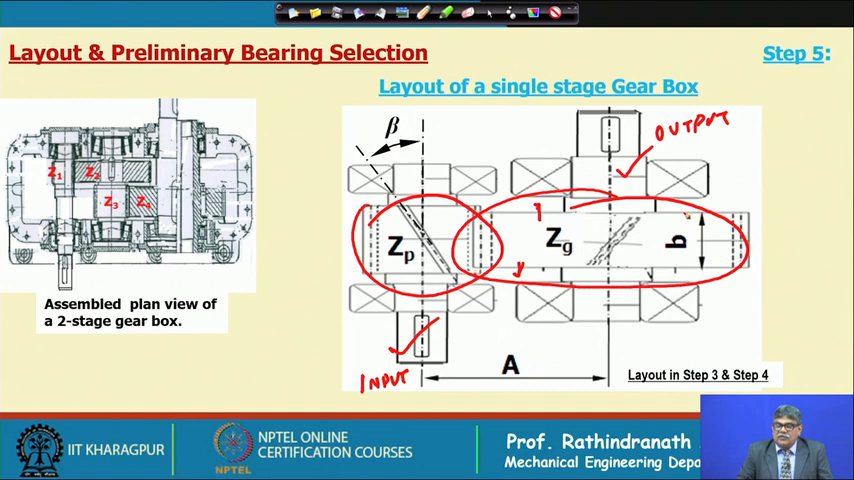 Layout & Preliminary Bearing Selection
Step 5:
Layout of a single stage Gear Box
β
OUTPUT
Z1
Z2
Z3
Z4
Zp
Zg
b
INPUT
A
Assembled plan view of
a 2-stage gear box.
Layout in Step 3 & Step 4
IIT KHARAGPUR
NPTEL
NPTEL ONLINE
CERTIFICATION COURSES
Prof. Rathindranath
Mechanical Engineering